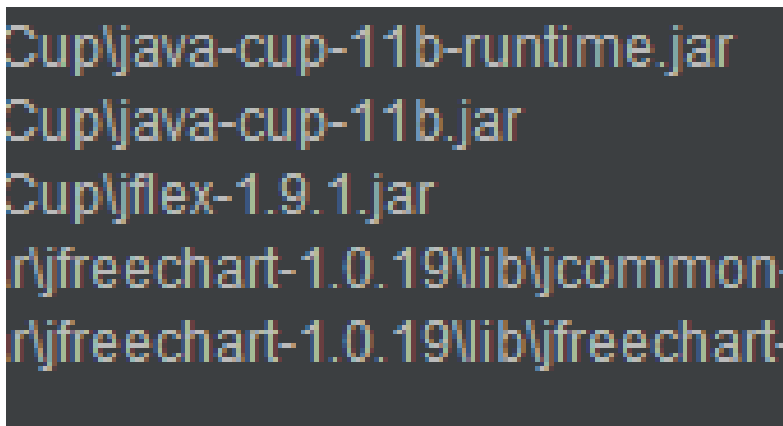 Cup\java-cup-11b-runtime.jar
Cup\java-cup-11b.jar
Cup\jflex-1.9.1.jar
r\jfreechart-1.0.19\lib\jcommon-
r\jfreechart-1.0.19\lib\jfreechart-